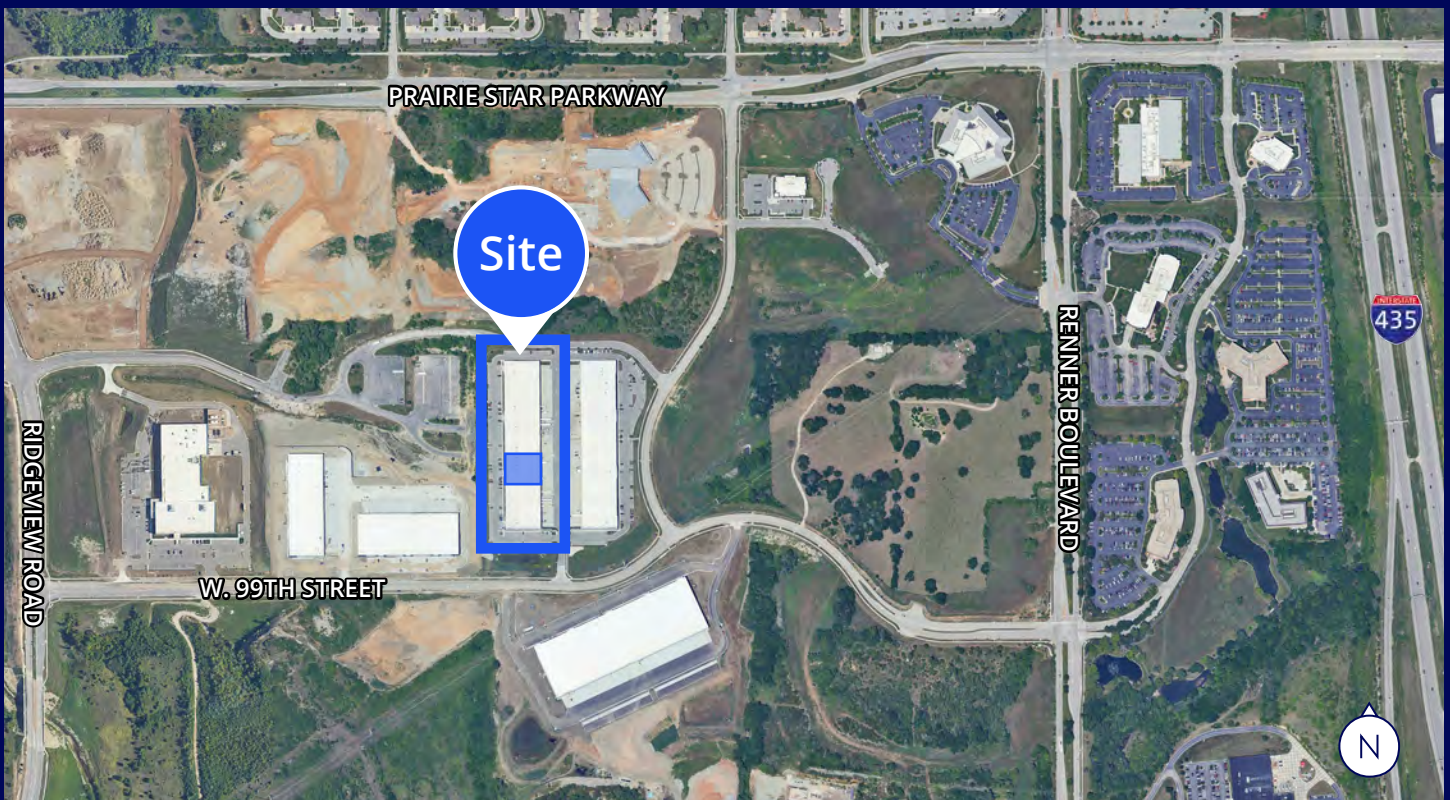 PRAIRIE STAR PARKWAY
Site
INTERSTATE
435
RENNER BOULEVARD
RIDGEVIEW ROAD
W. 99TH STREET
N